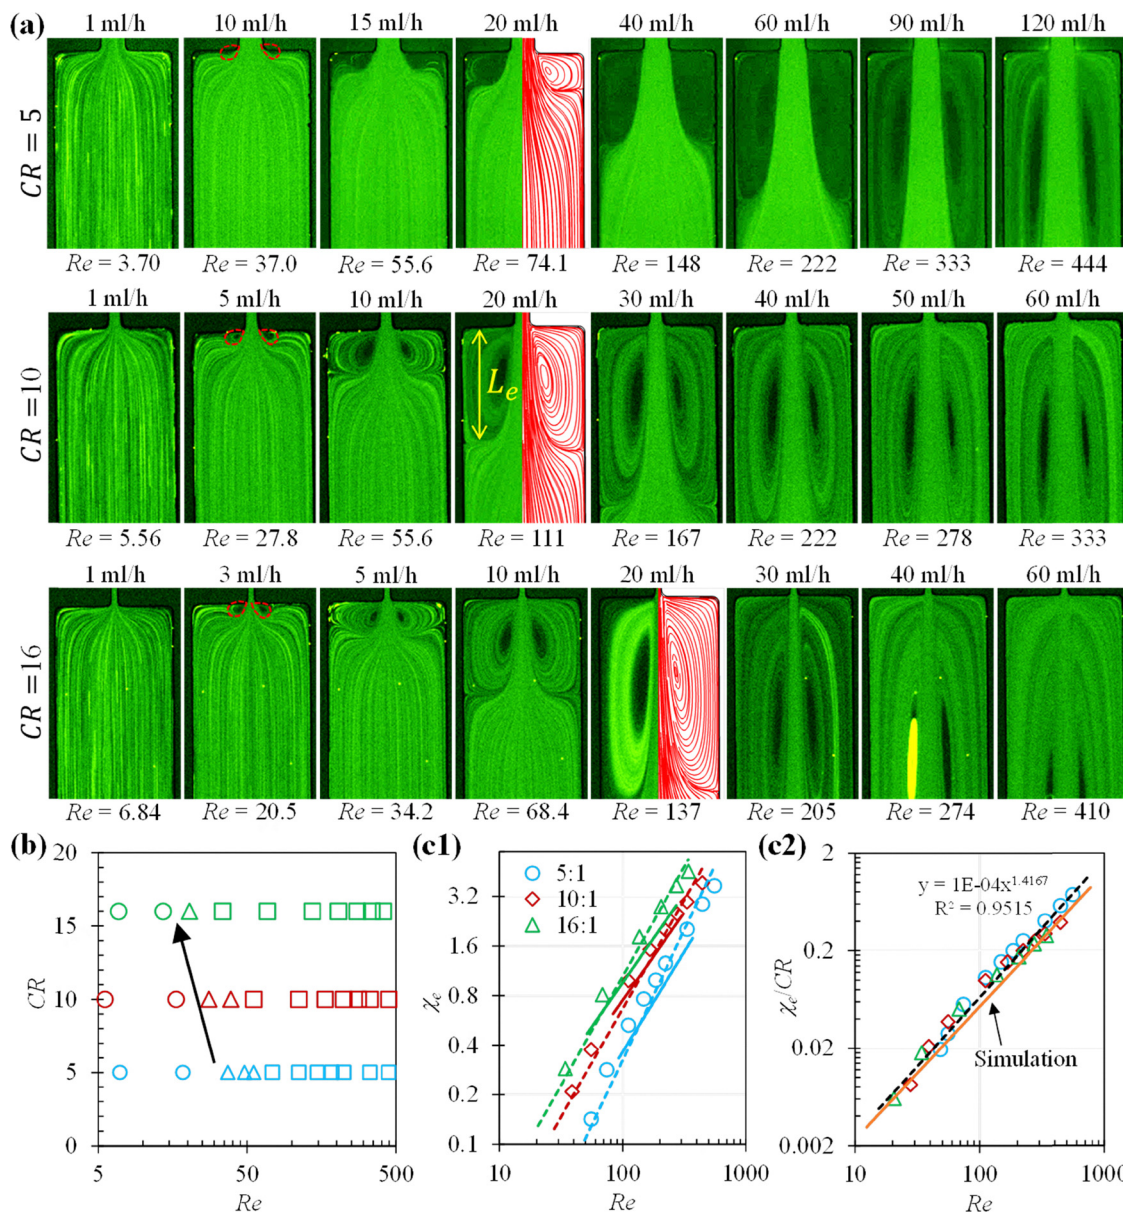 (a)
1 ml/h 10 ml/h 15 ml/h 20 ml/h 40 ml/h 60 ml/h 90 ml/h 120 ml/h
CR = 5
Re = 3.70 Re = 37.0 Re = 55.6 Re = 74.1 Re = 148 Re = 222 Re = 333 Re = 444
1 ml/h 5 ml/h 10 ml/h 20 ml/h 30 ml/h 40 ml/h 50 ml/h 60 ml/h
CR =10
Lₑ
Re = 5.56 Re = 27.8 Re = 55.6 Re = 111 Re = 167 Re = 222 Re = 278 Re = 333
1 ml/h 3 ml/h 5 ml/h 10 ml/h 20 ml/h 30 ml/h 40 ml/h 60 ml/h
CR =16
Re = 6.84 Re = 20.5 Re = 34.2 Re = 68.4 Re = 137 Re = 205 Re = 274 Re = 410
(b)
20
15
10
5
0
CR
5 50 500
Re
(c1)
5:1
10:1
16:1
3.2
1.6
0.8
0.4
0.2
0.1
χₑ
10 100 1000
Re
(c2)
2
0.2
0.02
0.002
χₑ/CR
y = 1E-04x¹·⁴¹⁶⁷
R² = 0.9515
Simulation
10 100 1000
Re